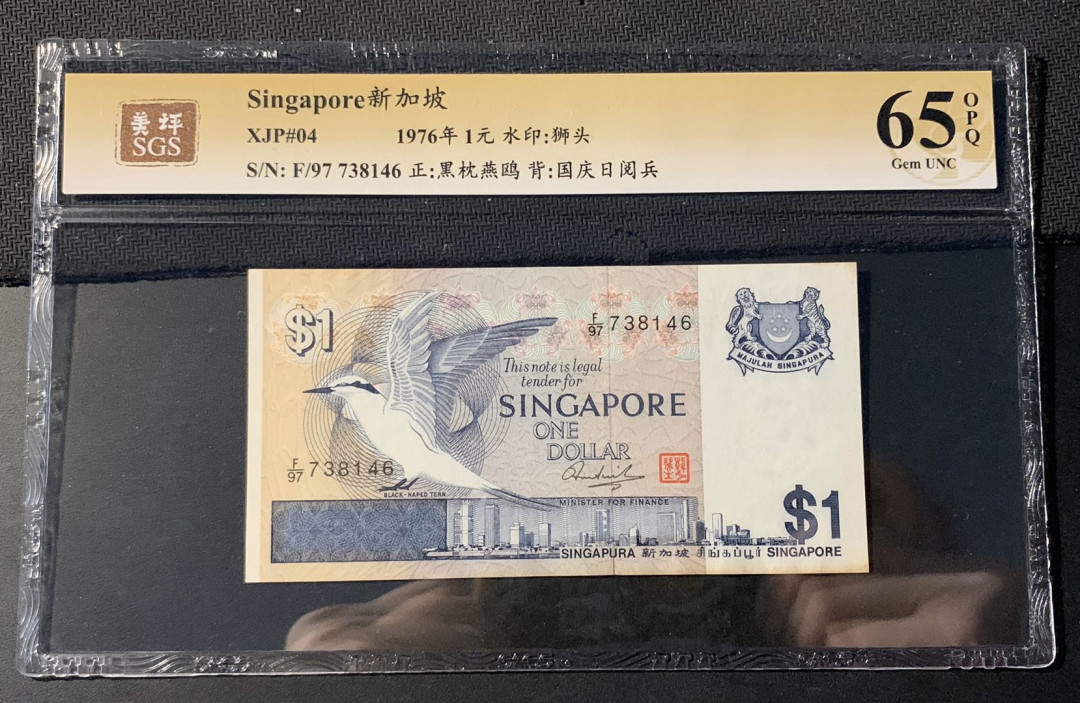 美坪
SGS
Singapore新加坡
XJP#04 1976年 1元 水印:狮头
S/N: F/97 738146 正:黑枕燕鸥 背:国庆日阅兵
65
OPQ
Gem UNC
$1
F/97 738146
MAJULAH SINGAPURA
This note is legal
tender for
SINGAPORE
ONE
DOLLAR
F/97 738146
BLACK-NAPED TERN
MINISTER FOR FINANCE
$1
SINGAPURA 新加坡 சிங்கப்பூர் SINGAPORE